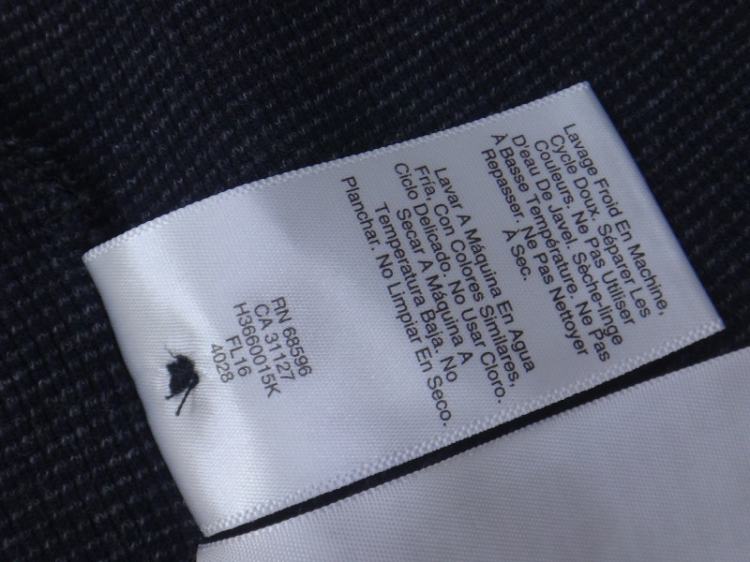 Lavage Froid En Machine,
Cycle Doux. Séparer Les
Couleurs. Ne Pas Utiliser
D'eau De Javel. Sèche-linge
À Basse Température. Ne Pas
Repasser. Ne Pas Nettoyer
À Sec.
Lavar A Máquina En Agua
Fría, Con Colores Similares,
Ciclo Delicado. No Usar Cloro.
Secar A Máquina A
Temperatura Baja. No
Planchar. No Limpiar En Seco.
RN 68596
CA 31127
H3660015K
FL16
4028